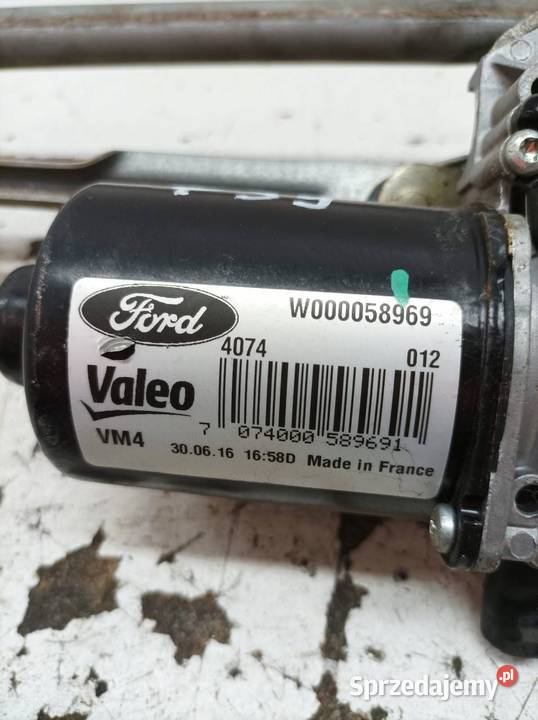 Ford
W000058969
4074 012
Valeo
7 074000 589691
VM4
30.06.16 16:58D Made in France
Sprzedajemy.pl